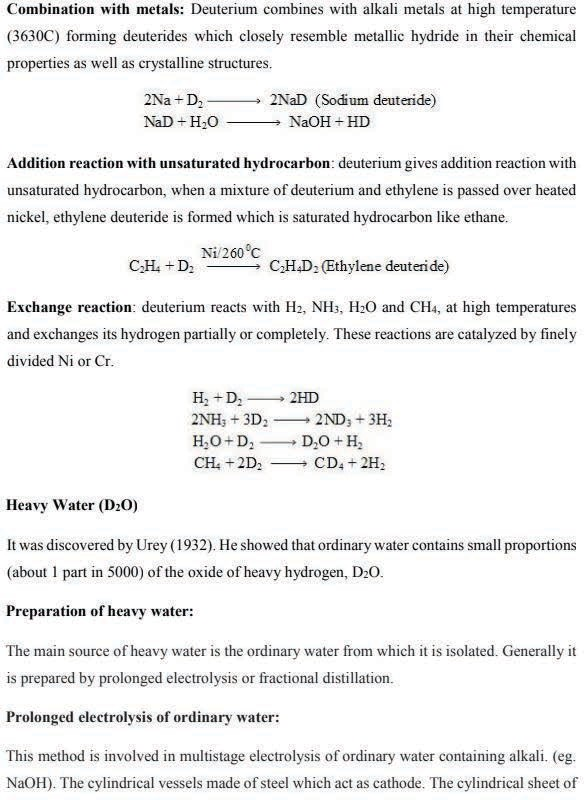 Combination with metals: Deuterium combines with alkali metals at high temperature
(3630C) forming deuterides which closely resemble metallic hydride in their chemical
properties as well as crystalline structures.
2Na + D₂ ⟶ 2NaD (Sodium deuteride)
NaD + H₂O ⟶ NaOH + HD
Addition reaction with unsaturated hydrocarbon: deuterium gives addition reaction with
unsaturated hydrocarbon, when a mixture of deuterium and ethylene is passed over heated
nickel, ethylene deuteride is formed which is saturated hydrocarbon like ethane.
Ni/260⁰C
C₂H₄ + D₂ ⟶ C₂H₄D₂ (Ethylene deuteride)
Exchange reaction: deuterium reacts with H₂, NH₃, H₂O and CH₄, at high temperatures
and exchanges its hydrogen partially or completely. These reactions are catalyzed by finely
divided Ni or Cr.
H₂ + D₂ ⟶ 2HD
2NH₃ + 3D₂ ⟶ 2ND₃ + 3H₂
H₂O + D₂ ⟶ D₂O + H₂
CH₄ + 2D₂ ⟶ CD₄ + 2H₂
Heavy Water (D₂O)
It was discovered by Urey (1932). He showed that ordinary water contains small proportions
(about 1 part in 5000) of the oxide of heavy hydrogen, D₂O.
Preparation of heavy water:
The main source of heavy water is the ordinary water from which it is isolated. Generally it
is prepared by prolonged electrolysis or fractional distillation.
Prolonged electrolysis of ordinary water:
This method is involved in multistage electrolysis of ordinary water containing alkali. (eg.
NaOH). The cylindrical vessels made of steel which act as cathode. The cylindrical sheet of